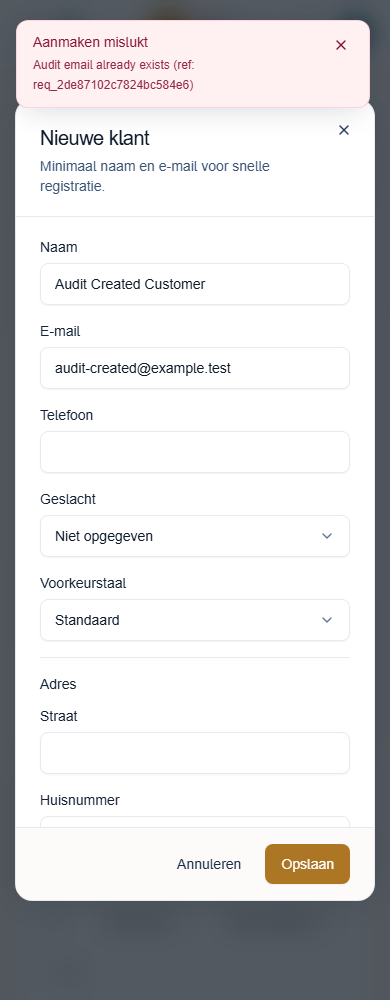 Aanmaken mislukt
Audit email already exists (ref:
req_2de87102c7824bc584e6)
Nieuwe klant
Minimaal naam en e-mail voor snelle
registratie.
Naam
Audit Created Customer
E-mail
audit-created@example.test
Telefoon
Geslacht
Niet opgegeven
Voorkeurstaal
Standaard
Adres
Straat
Huisnummer
Annuleren
Opslaan